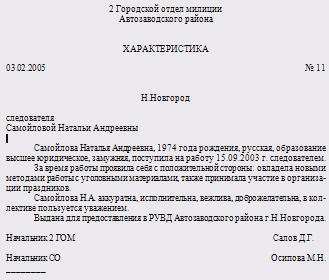 2 Городской отдел милиции
Автозаводского района
ХАРАКТЕРИСТИКА
03.02.2005 № 11
Н.Новгород
следователя
Самойловой Натальи Андреевны
Самойлова Наталья Андреевна, 1974 года рождения, русская, образование
высшее юридическое, замужняя, поступила на работу 15.09.2003 г. следователем.
За время работы проявила себя с положительной стороны: овладела новыми
методами работы с уголовными материалами, также принимала участие в организа-
ции праздников.
Самойлова Н.А. аккуратна, исполнительна, вежлива, доброжелательна, в кол-
лективе пользуется уважением.
Выдана для предоставления в РУВД Автозаводского района г.Н.Новгорода.
Начальник 2 ГОМ Салов Д.Г.
Начальник СО Осипова М.Н.